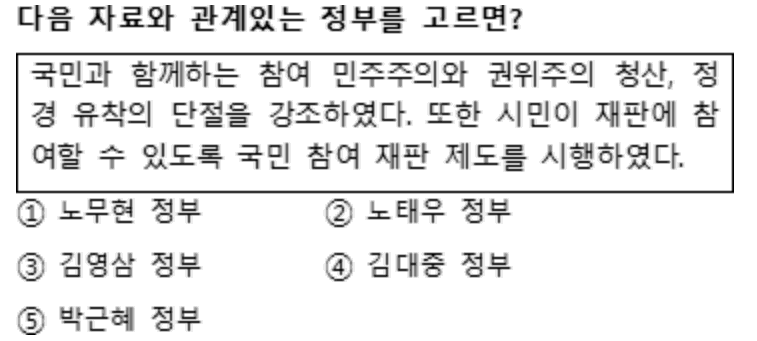 다음 자료와 관계있는 정부를 고르면?
국민과 함께하는 참여 민주주의와 권위주의 청산, 정
경 유착의 단절을 강조하였다. 또한 시민이 재판에 참
여할 수 있도록 국민 참여 재판 제도를 시행하였다.
① 노무현 정부 ② 노태우 정부
③ 김영삼 정부 ④ 김대중 정부
⑤ 박근혜 정부